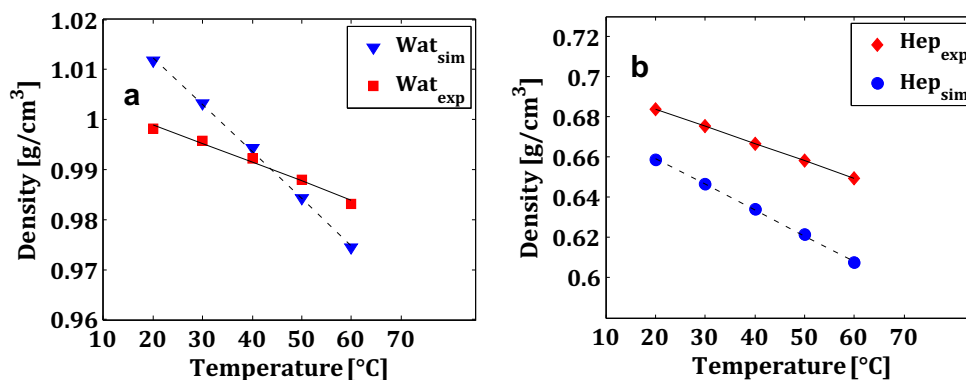 1.02
1.01
1
0.99
0.98
0.97
0.96
Density [g/cm³]
a
Wat_sim
Wat_exp
10 20 30 40 50 60 70
Temperature [°C]
0.72
0.7
0.68
0.66
0.64
0.62
0.6
Density [g/cm³]
b
Hep_exp
Hep_sim
10 20 30 40 50 60 70
Temperature [°C]